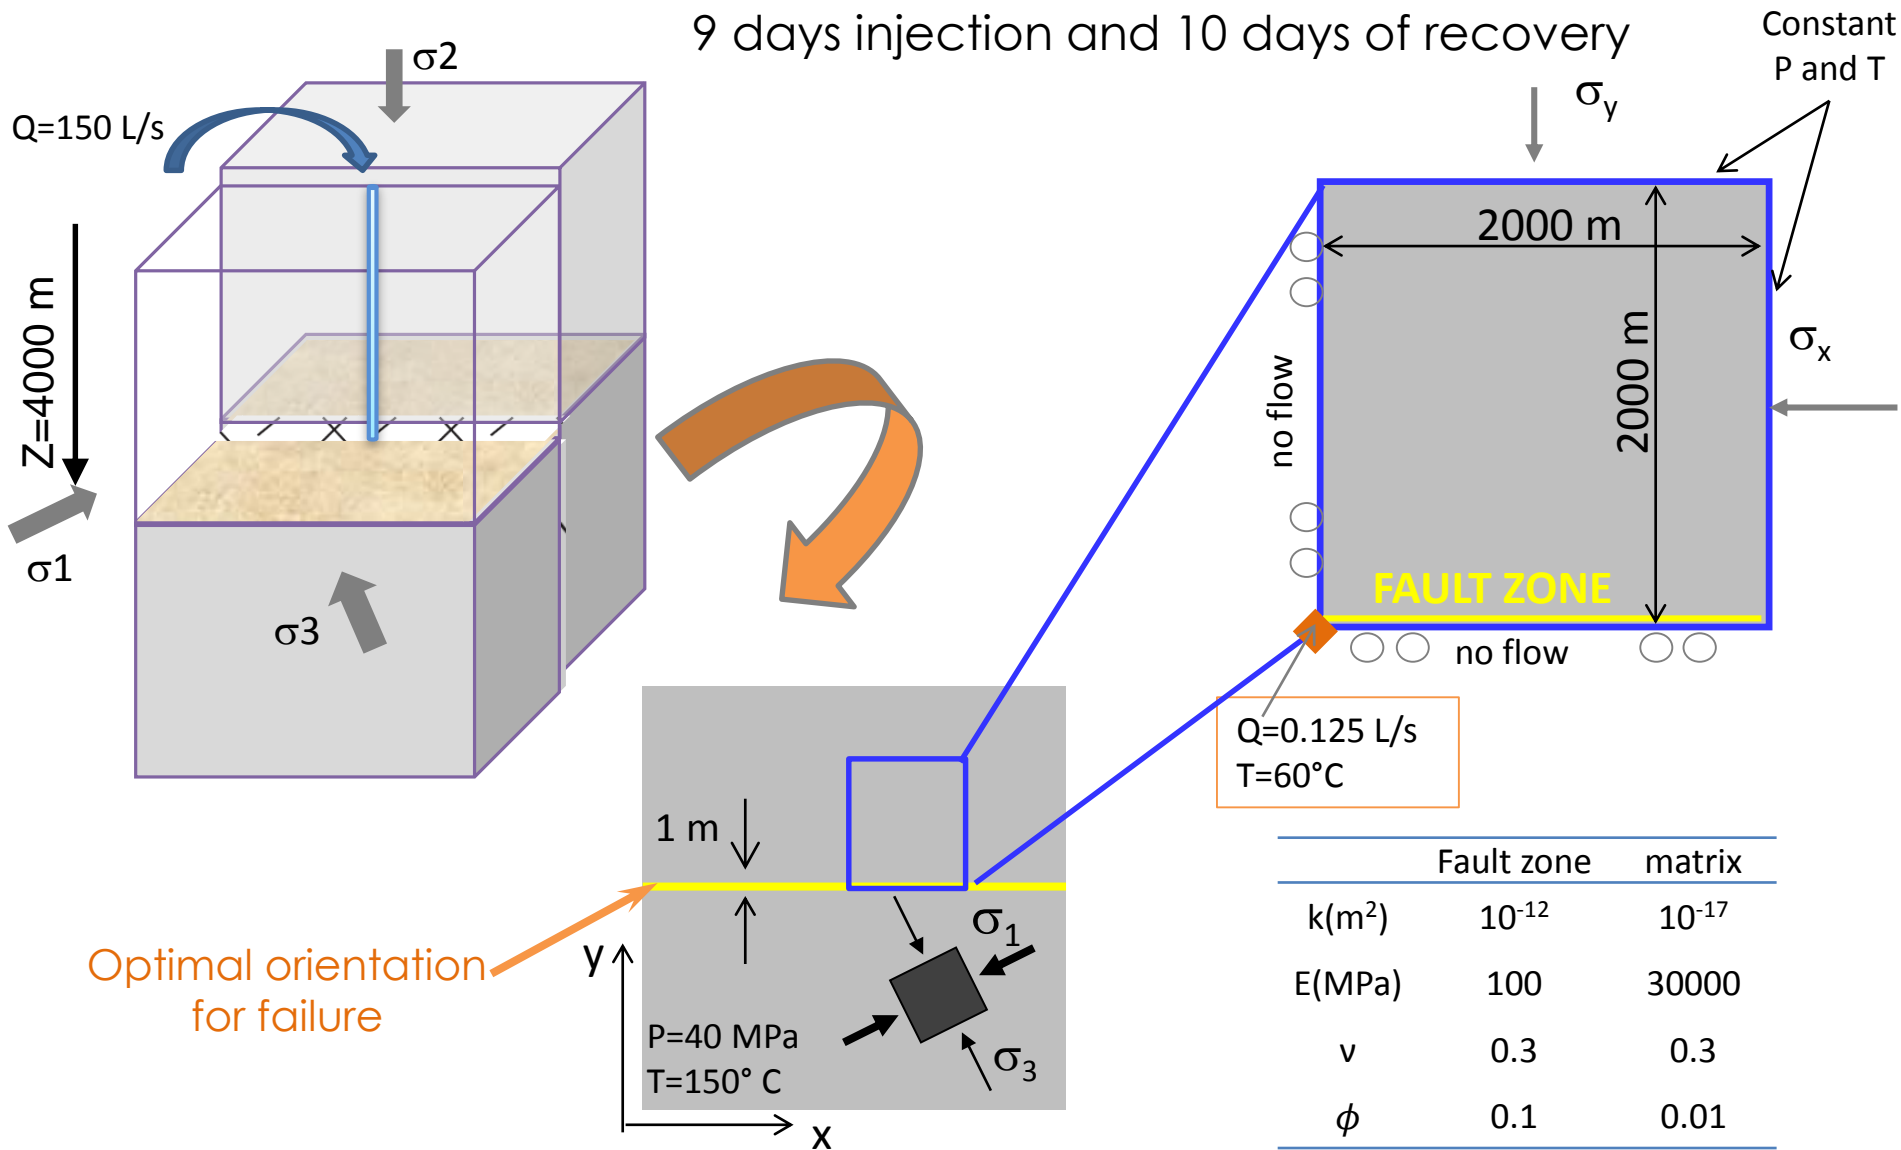 9 days injection and 10 days of recovery
σ2
Q=150 L/s
Z=4000 m
σ1
σ3
Constant
P and T
σy
2000 m
2000 m
σx
no flow
FAULT ZONE
no flow
Q=0.125 L/s
T=60°C
1 m
Optimal orientation
for failure
y
x
P=40 MPa
T=150° C
σ1
σ3
Fault zone matrix
k(m²) 10⁻¹² 10⁻¹⁷
E(MPa) 100 30000
ν 0.3 0.3
ϕ 0.1 0.01